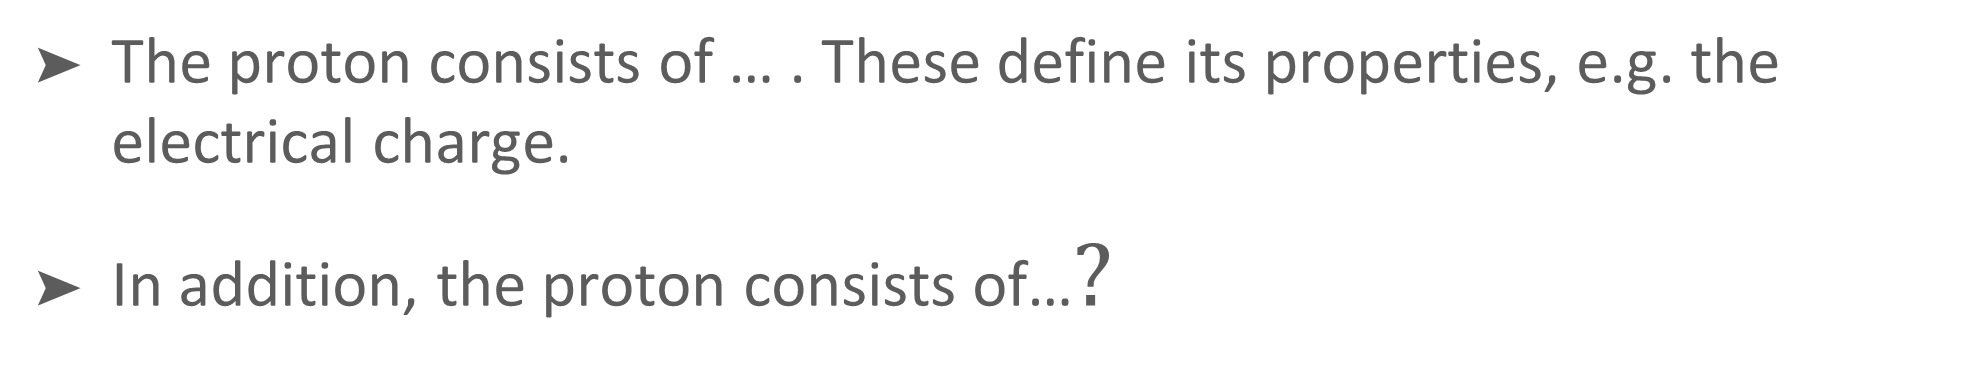 ➤ The proton consists of ... . These define its properties, e.g. the
electrical charge.
➤ In addition, the proton consists of...?